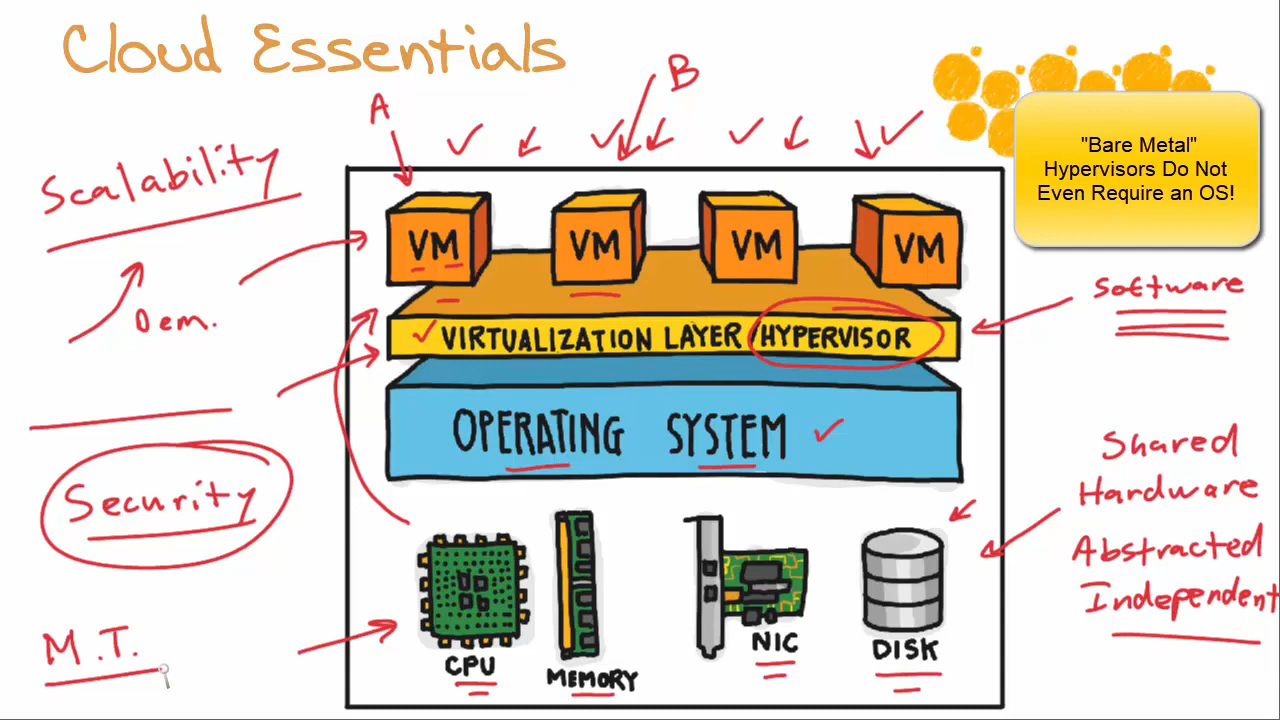 Cloud Essentials
A
B
"Bare Metal"
Hypervisors Do Not
Even Require an OS!
Scalability
Dem.
VM
VM
VM
VM
Software
VIRTUALIZATION LAYER HYPERVISOR
OPERATING SYSTEM
Security
Shared
Hardware
Abstracted
Independent
M.T.
CPU
MEMORY
NIC
DISK